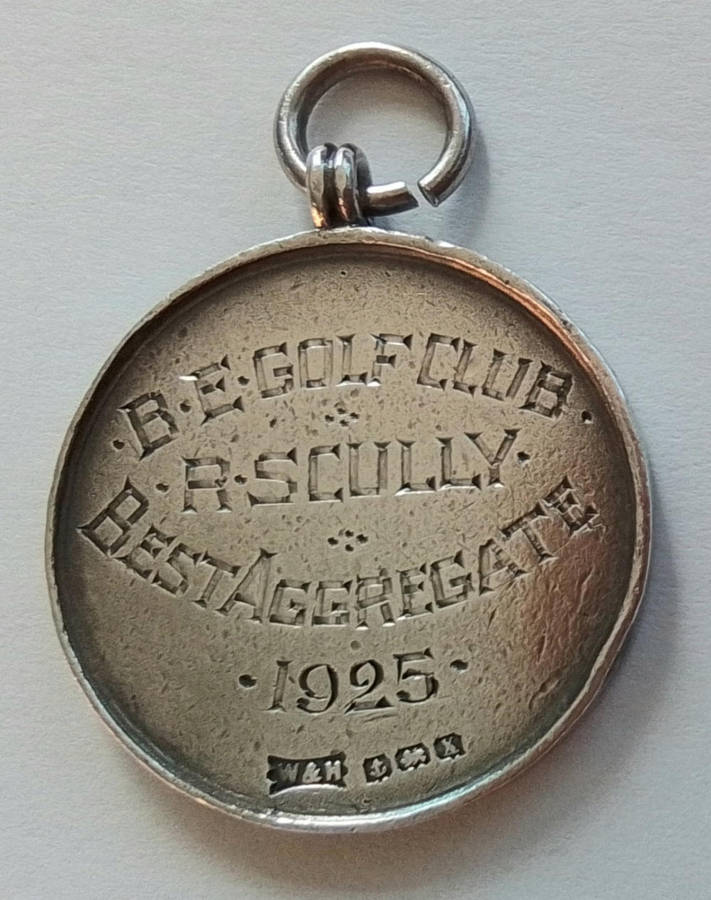 ·B·E·GOLF CLUB·
·R·SCULLY·
BEST AGGREGATE
·1925·
W&H K